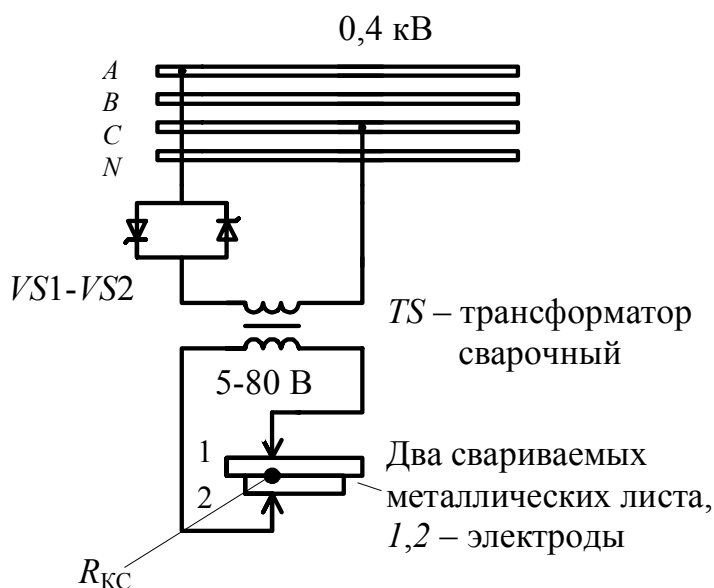 0,4 кВ
A
B
C
N
VS1-VS2
TS – трансформатор
сварочный
5-80 В
1
2
Два свариваемых
металлических листа,
1,2 – электроды
RКС